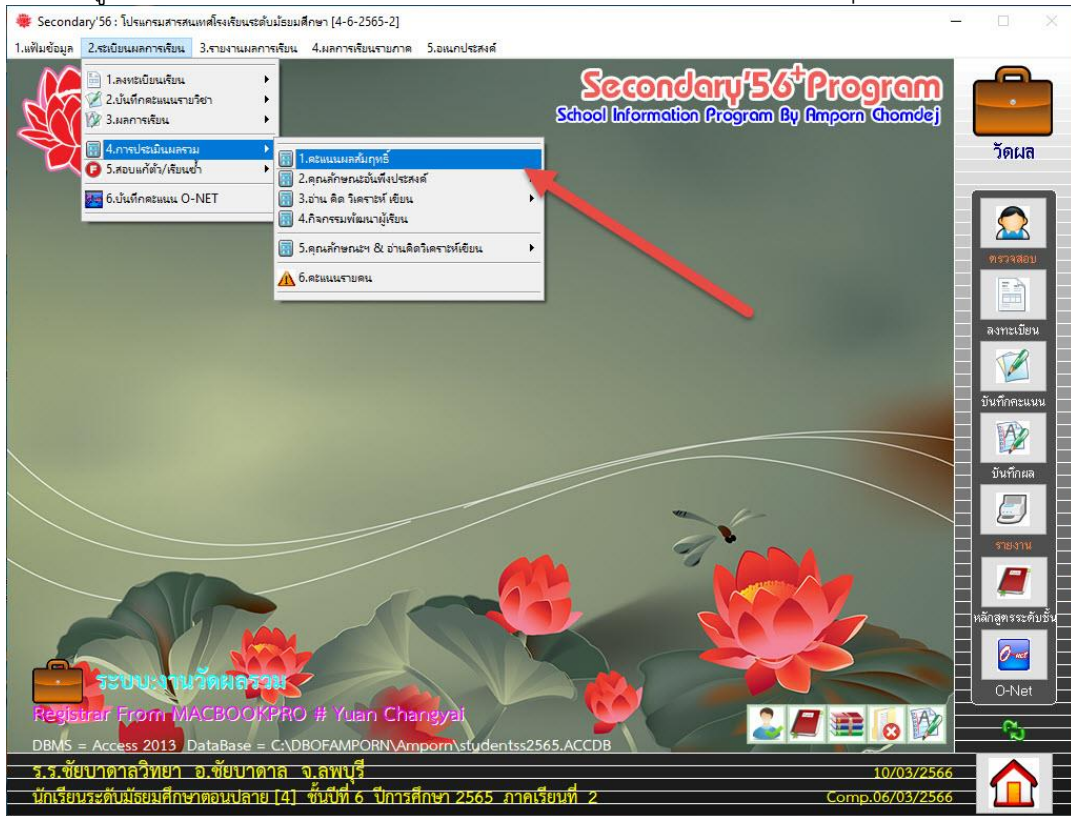 Secondary'56 : โปรแกรมสารสนเทศโรงเรียนระดับมัธยมศึกษา [4-6-2565-2]
1.แฟ้มข้อมูล 2.ระเบียนผลการเรียน 3.รายงานผลการเรียน 4.ผลการเรียนรายภาค 5.อเนกประสงค์
1.ลงทะเบียนเรียน
2.บันทึกคะแนนรายวิชา
3.ผลการเรียน
4.การประเมินผลรวม
5.สอบแก้ตัว/เรียนซ้ำ
6.บันทึกคะแนน O-NET
1.คะแนนผลสัมฤทธิ์
2.คุณลักษณะอันพึงประสงค์
3.อ่าน คิด วิเคราะห์ เขียน
4.กิจกรรมพัฒนาผู้เรียน
5.คุณลักษณะฯ & อ่านคิดวิเคราะห์เขียน
6.คะแนนรายคน
Secondary'56+Program
School Information Program By Amporn Chomdej
วัดผล
ตรวจสอบ
ลงทะเบียน
บันทึกคะแนน
บันทึกผล
รายงาน
หลักสูตรระดับชั้น
O-net
O-Net
ระบบ:งานวัดผลรวม
Registrar From MACBOOKPRO # Yuan Changyai
DBMS = Access 2013 DataBase = C:\DBOFAMPORN\Amporn\studentss2565.ACCDB
ร.ร.ชัยบาดาลวิทยา อ.ชัยบาดาล จ.ลพบุรี 10/03/2566
นักเรียนระดับมัธยมศึกษาตอนปลาย [4] ชั้นปีที่ 6 ปีการศึกษา 2565 ภาคเรียนที่ 2 Comp.06/03/2566